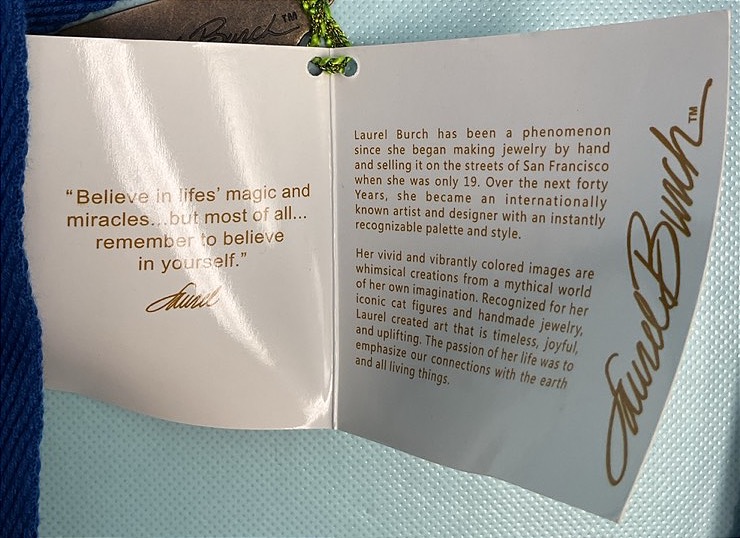 Burch™
“Believe in lifes’ magic and
miracles...but most of all...
remember to believe
in yourself.”
Laurel
Laurel Burch has been a phenomenon
since she began making jewelry by hand
and selling it on the streets of San Francisco
when she was only 19. Over the next forty
Years, she became an internationally
known artist and designer with an instantly
recognizable palette and style.
Her vivid and vibrantly colored images are
whimsical creations from a mythical world
of her own imagination. Recognized for her
iconic cat figures and handmade jewelry,
Laurel created art that is timeless, joyful,
and uplifting. The passion of her life was to
emphasize our connections with the earth
and all living things.
Laurel Burch™